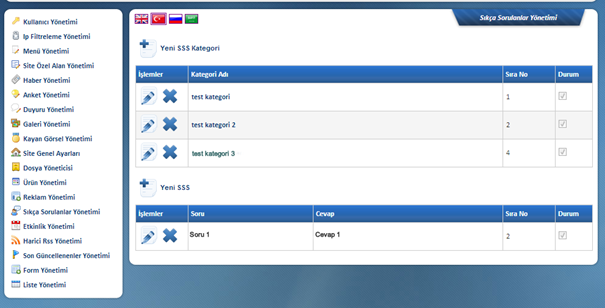 Kullanıcı Yönetimi
Ip Filtreleme Yönetimi
Menü Yönetimi
Site Özel Alan Yönetimi
Haber Yönetimi
Anket Yönetimi
Duyuru Yönetimi
Galeri Yönetimi
Kayan Görsel Yönetimi
Site Genel Ayarları
Dosya Yöneticisi
Ürün Yönetimi
Reklam Yönetimi
Sıkça Sorulanlar Yönetimi
Etkinlik Yönetimi
Harici Rss Yönetimi
Son Güncellenenler Yönetimi
Form Yönetimi
Liste Yönetimi
Sıkça Sorulanlar Yönetimi
Yeni SSS Kategori
İşlemler Kategori Adı Sıra No Durum
test kategori 1
test kategori 2 2
test kategori 3 4
Yeni SSS
İşlemler Soru Cevap Sıra No Durum
Soru 1 Cevap 1 2